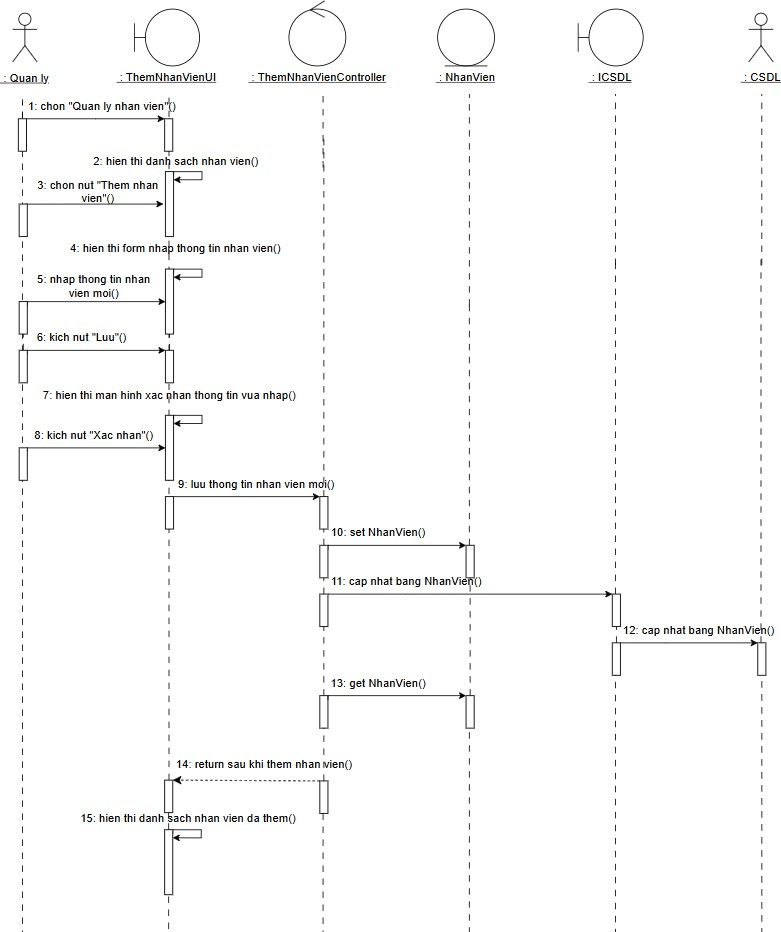 : Quan ly
: ThemNhanVienUI
: ThemNhanVienController
: NhanVien
: ICSDL
: CSDL
1: chon "Quan ly nhan vien"()
2: hien thi danh sach nhan vien()
3: chon nut "Them nhan
vien"()
4: hien thi form nhap thong tin nhan vien()
5: nhap thong tin nhan
vien moi()
6: kich nut "Luu"()
7: hien thi man hinh xac nhan thong tin vua nhap()
8: kich nut "Xac nhan"()
9: luu thong tin nhan vien moi()
10: set NhanVien()
11: cap nhat bang NhanVien()
12: cap nhat bang NhanVien()
13: get NhanVien()
14: return sau khi them nhan vien()
15: hien thi danh sach nhan vien da them()